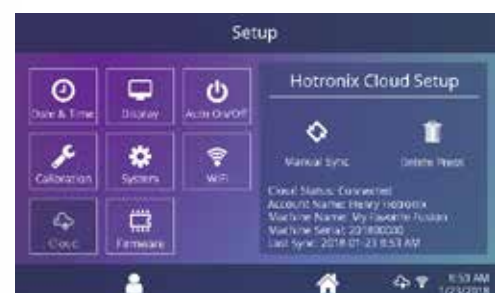 Setup
Date & Time
Display
Auto On/Off
Calibration
System
WiFi
Cloud
Firmware
Hotronix Cloud Setup
Manual Sync
Delete Press
Cloud Status: Connected
Account Name: Henry Hotronix
Machine Name: My Favorite Fusion
Machine Serial:
Last Sync: 2018-01-23 8:53 AM
8:53 AM
1/23/2018